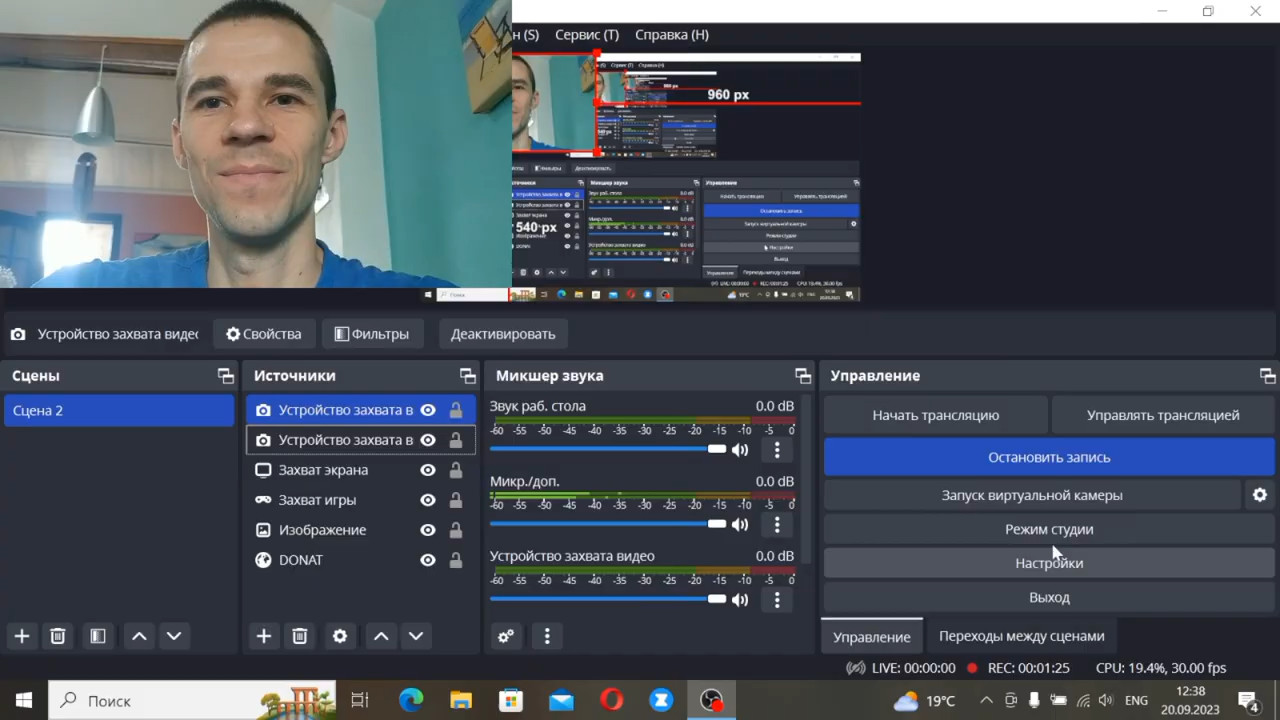 н (S) Сервис (T) Справка (H)
960 px
540 px
Устройство захвата видес Свойства Фильтры Деактивировать
Сцены
Сцена 2
Источники
Устройство захвата в
Устройство захвата в
Захват экрана
Захват игры
Изображение
DONAT
Микшер звука
Звук раб. стола 0.0 dB
-60 -55 -50 -45 -40 -35 -30 -25 -20 -15 -10 -5 0
Микр./доп. 0.0 dB
-60 -55 -50 -45 -40 -35 -30 -25 -20 -15 -10 -5 0
Устройство захвата видео 0.0 dB
-60 -55 -50 -45 -40 -35 -30 -25 -20 -15 -10 -5 0
Управление
Начать трансляцию Управлять трансляцией
Остановить запись
Запуск виртуальной камеры
Режим студии
Настройки
Выход
Управление Переходы между сценами
LIVE: 00:00:00 REC: 00:01:25 CPU: 19.4%, 30.00 fps
Поиск 19°C ENG 12:38
20.09.2023 4